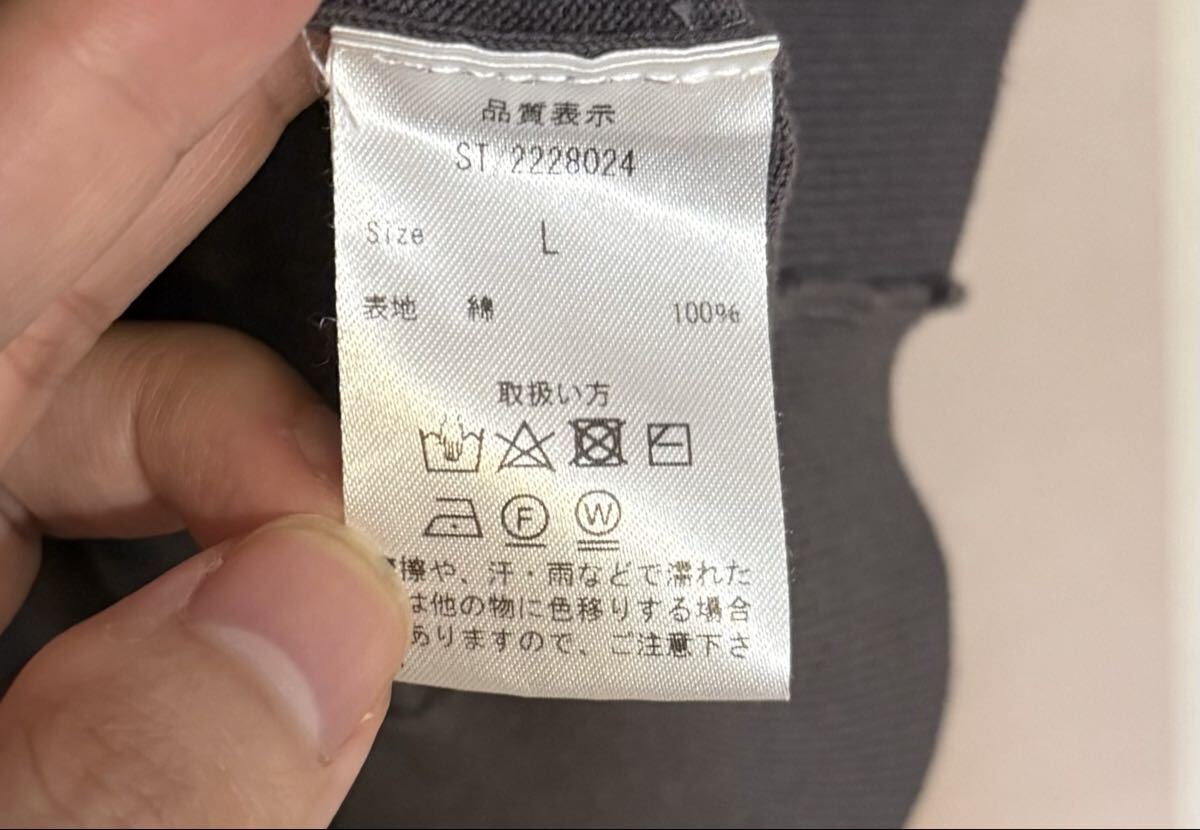 品質表示
ST 2228024
Size L
表地 綿 100%
取扱い方
F W
擦や、汗・雨などで濡れた
は他の物に色移りする場合
ありますので、ご注意下さ